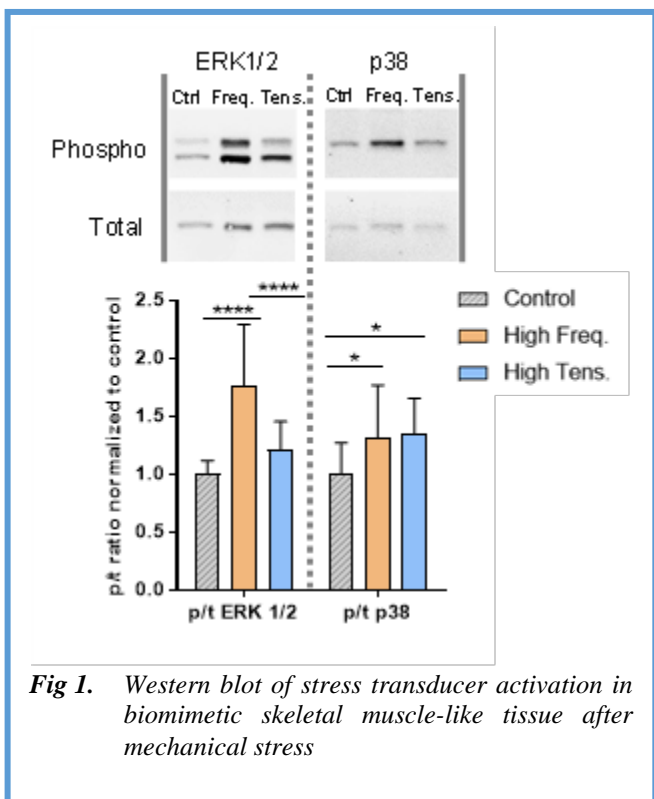 ERK1/2 p38
Ctrl Freq. Tens. Ctrl Freq. Tens.
Phospho
Total
**** ****
* *
2.5
2.0
1.5
1.0
0.5
0.0
p/t ratio normalized to control
Control
High Freq.
High Tens.
p/t ERK 1/2 p/t p38
Fig 1. Western blot of stress transducer activation in
biomimetic skeletal muscle-like tissue after
mechanical stress